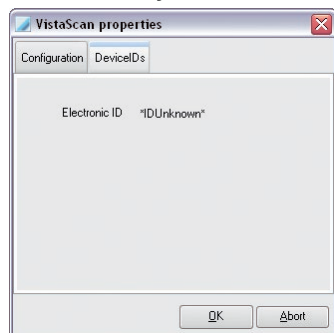 VistaScan properties
Configuration DeviceIDs
Electronic ID *IDUnknown*
OK Abort